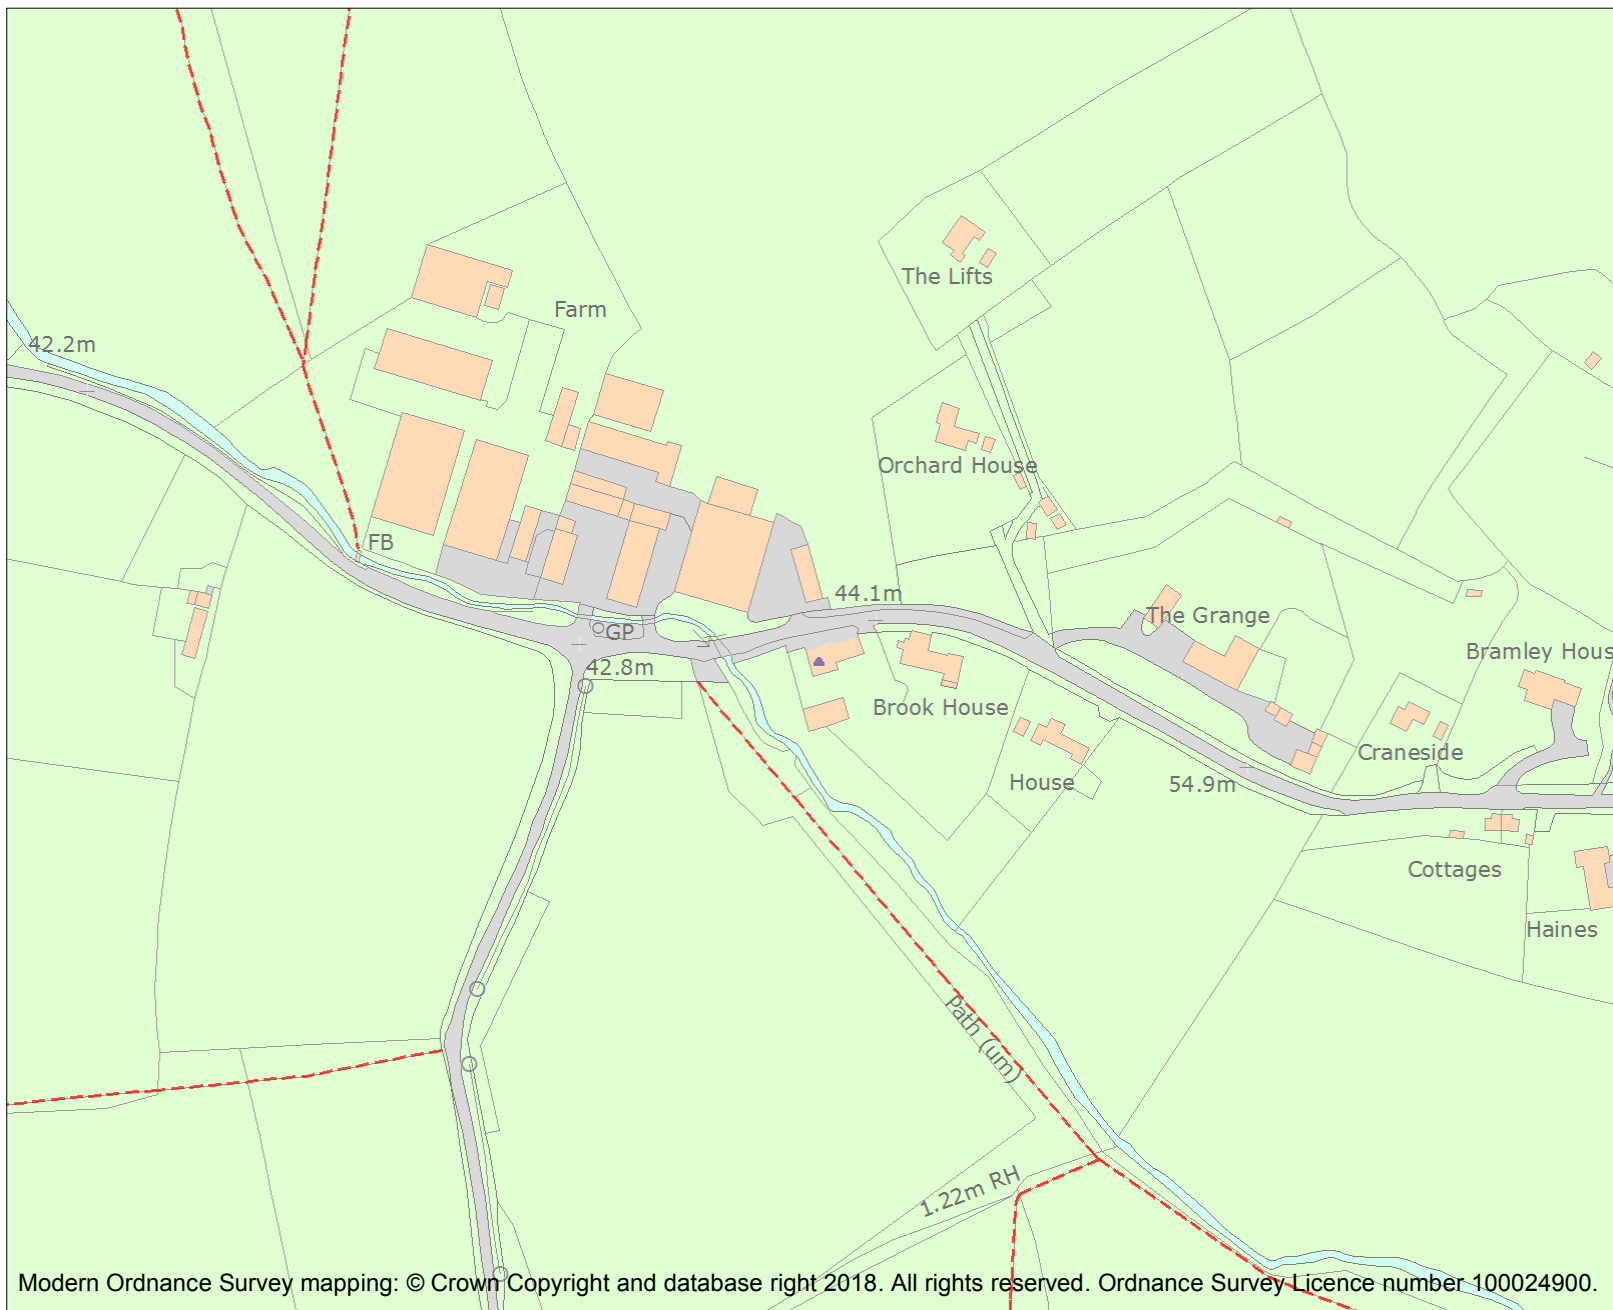 The Lifts
Farm
42.2m
Orchard House
FB
44.1m
The Grange
GP
42.8m
Bramley Hous
Brook House
Craneside
House
54.9m
Cottages
Haines
Path (um)
1.22m RH
Modern Ordnance Survey mapping: © Crown Copyright and database right 2018. All rights reserved. Ordnance Survey Licence number 100024900.